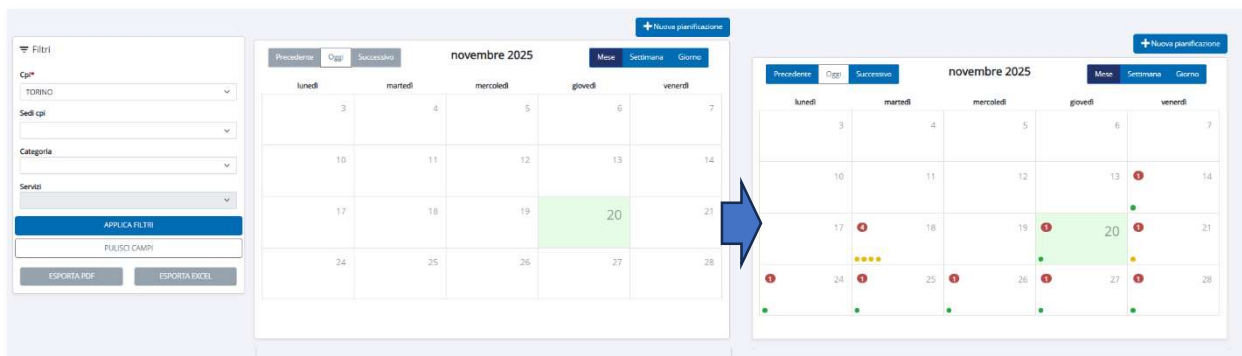 Filtri
Cpi*
TORINO
Sedi cpi
Categoria
Servizi
APPLICA FILTRI
PULISCI CAMPI
ESPORTA PDF ESPORTA EXCEL
+ Nuova pianificazione
Precedente Oggi Successivo novembre 2025 Mese Settimana Giorno
lunedì martedì mercoledì giovedì venerdì
3 4 5 6 7
10 11 12 13 14
17 18 19 20 21
24 25 26 27 28
+ Nuova pianificazione
Precedente Oggi Successivo novembre 2025 Mese Settimana Giorno
lunedì martedì mercoledì giovedì venerdì
3 4 5 6 7
10 11 12 13 1 14
17 4 18 19 1 20 1 21
1 24 1 25 1 26 1 27 1 28